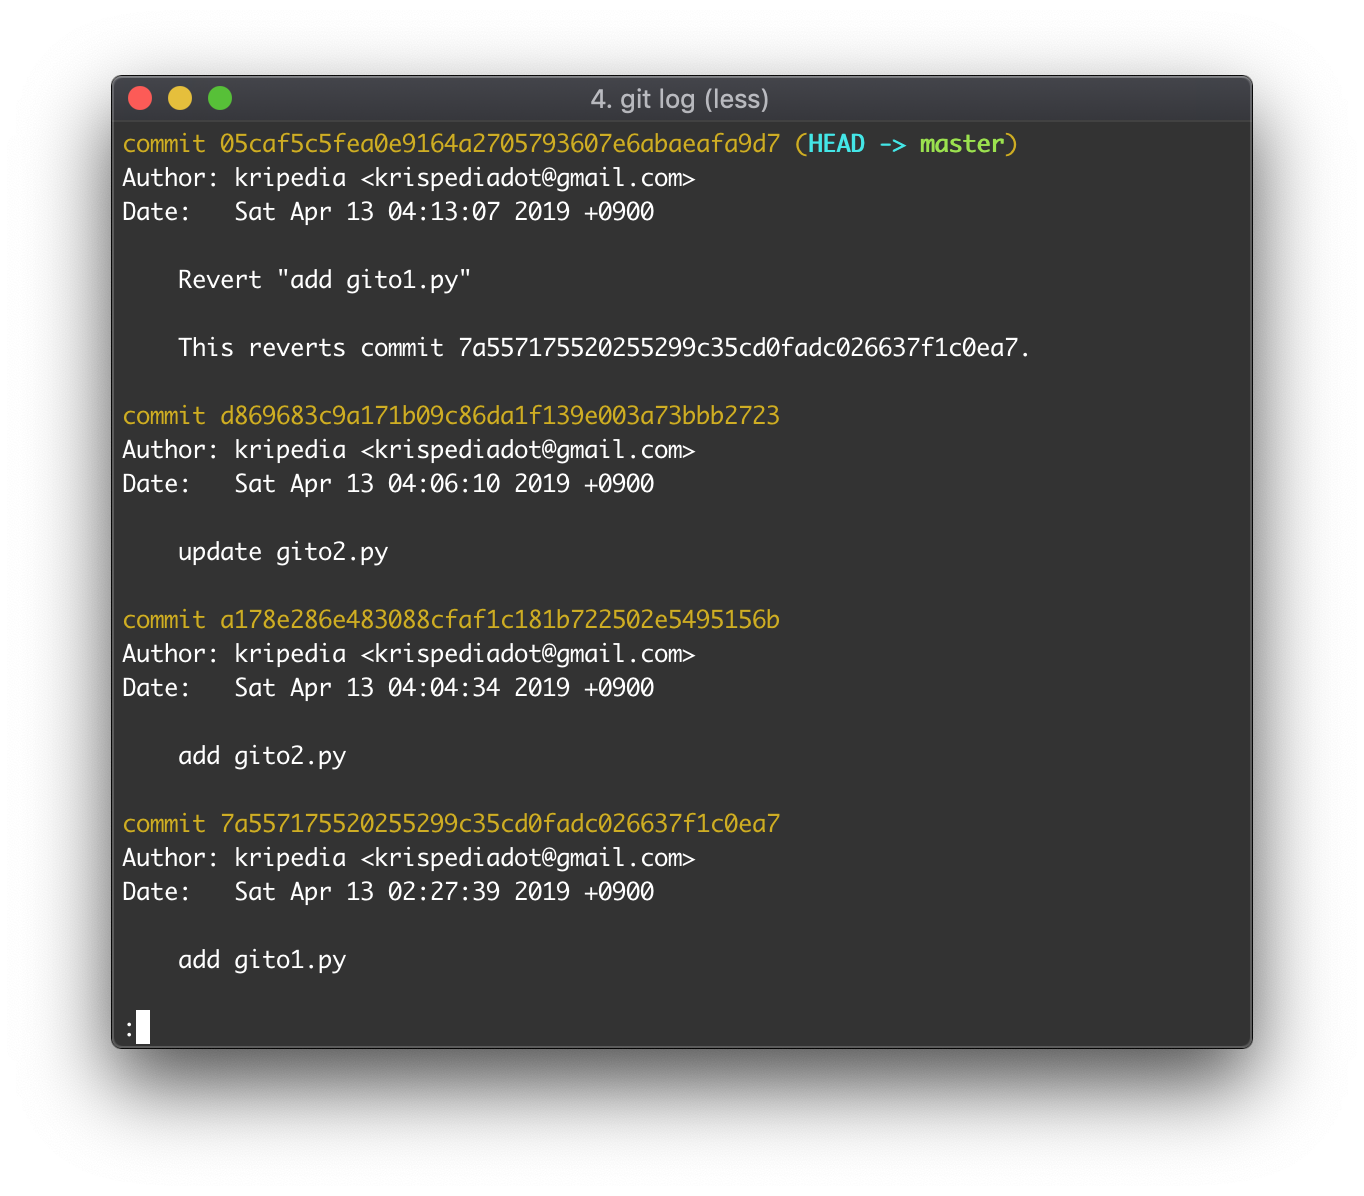 4. git log (less)
commit 05caf5c5fea0e9164a2705793607e6abaeafa9d7 (HEAD -> master)
Author: kripedia <krispediadot@gmail.com>
Date:   Sat Apr 13 04:13:07 2019 +0900
    Revert "add gito1.py"
    This reverts commit 7a557175520255299c35cd0fadc026637f1c0ea7.
commit d869683c9a171b09c86da1f139e003a73bbb2723
Author: kripedia <krispediadot@gmail.com>
Date:   Sat Apr 13 04:06:10 2019 +0900
    update gito2.py
commit a178e286e483088cfaf1c181b722502e5495156b
Author: kripedia <krispediadot@gmail.com>
Date:   Sat Apr 13 04:04:34 2019 +0900
    add gito2.py
commit 7a557175520255299c35cd0fadc026637f1c0ea7
Author: kripedia <krispediadot@gmail.com>
Date:   Sat Apr 13 02:27:39 2019 +0900
    add gito1.py
: